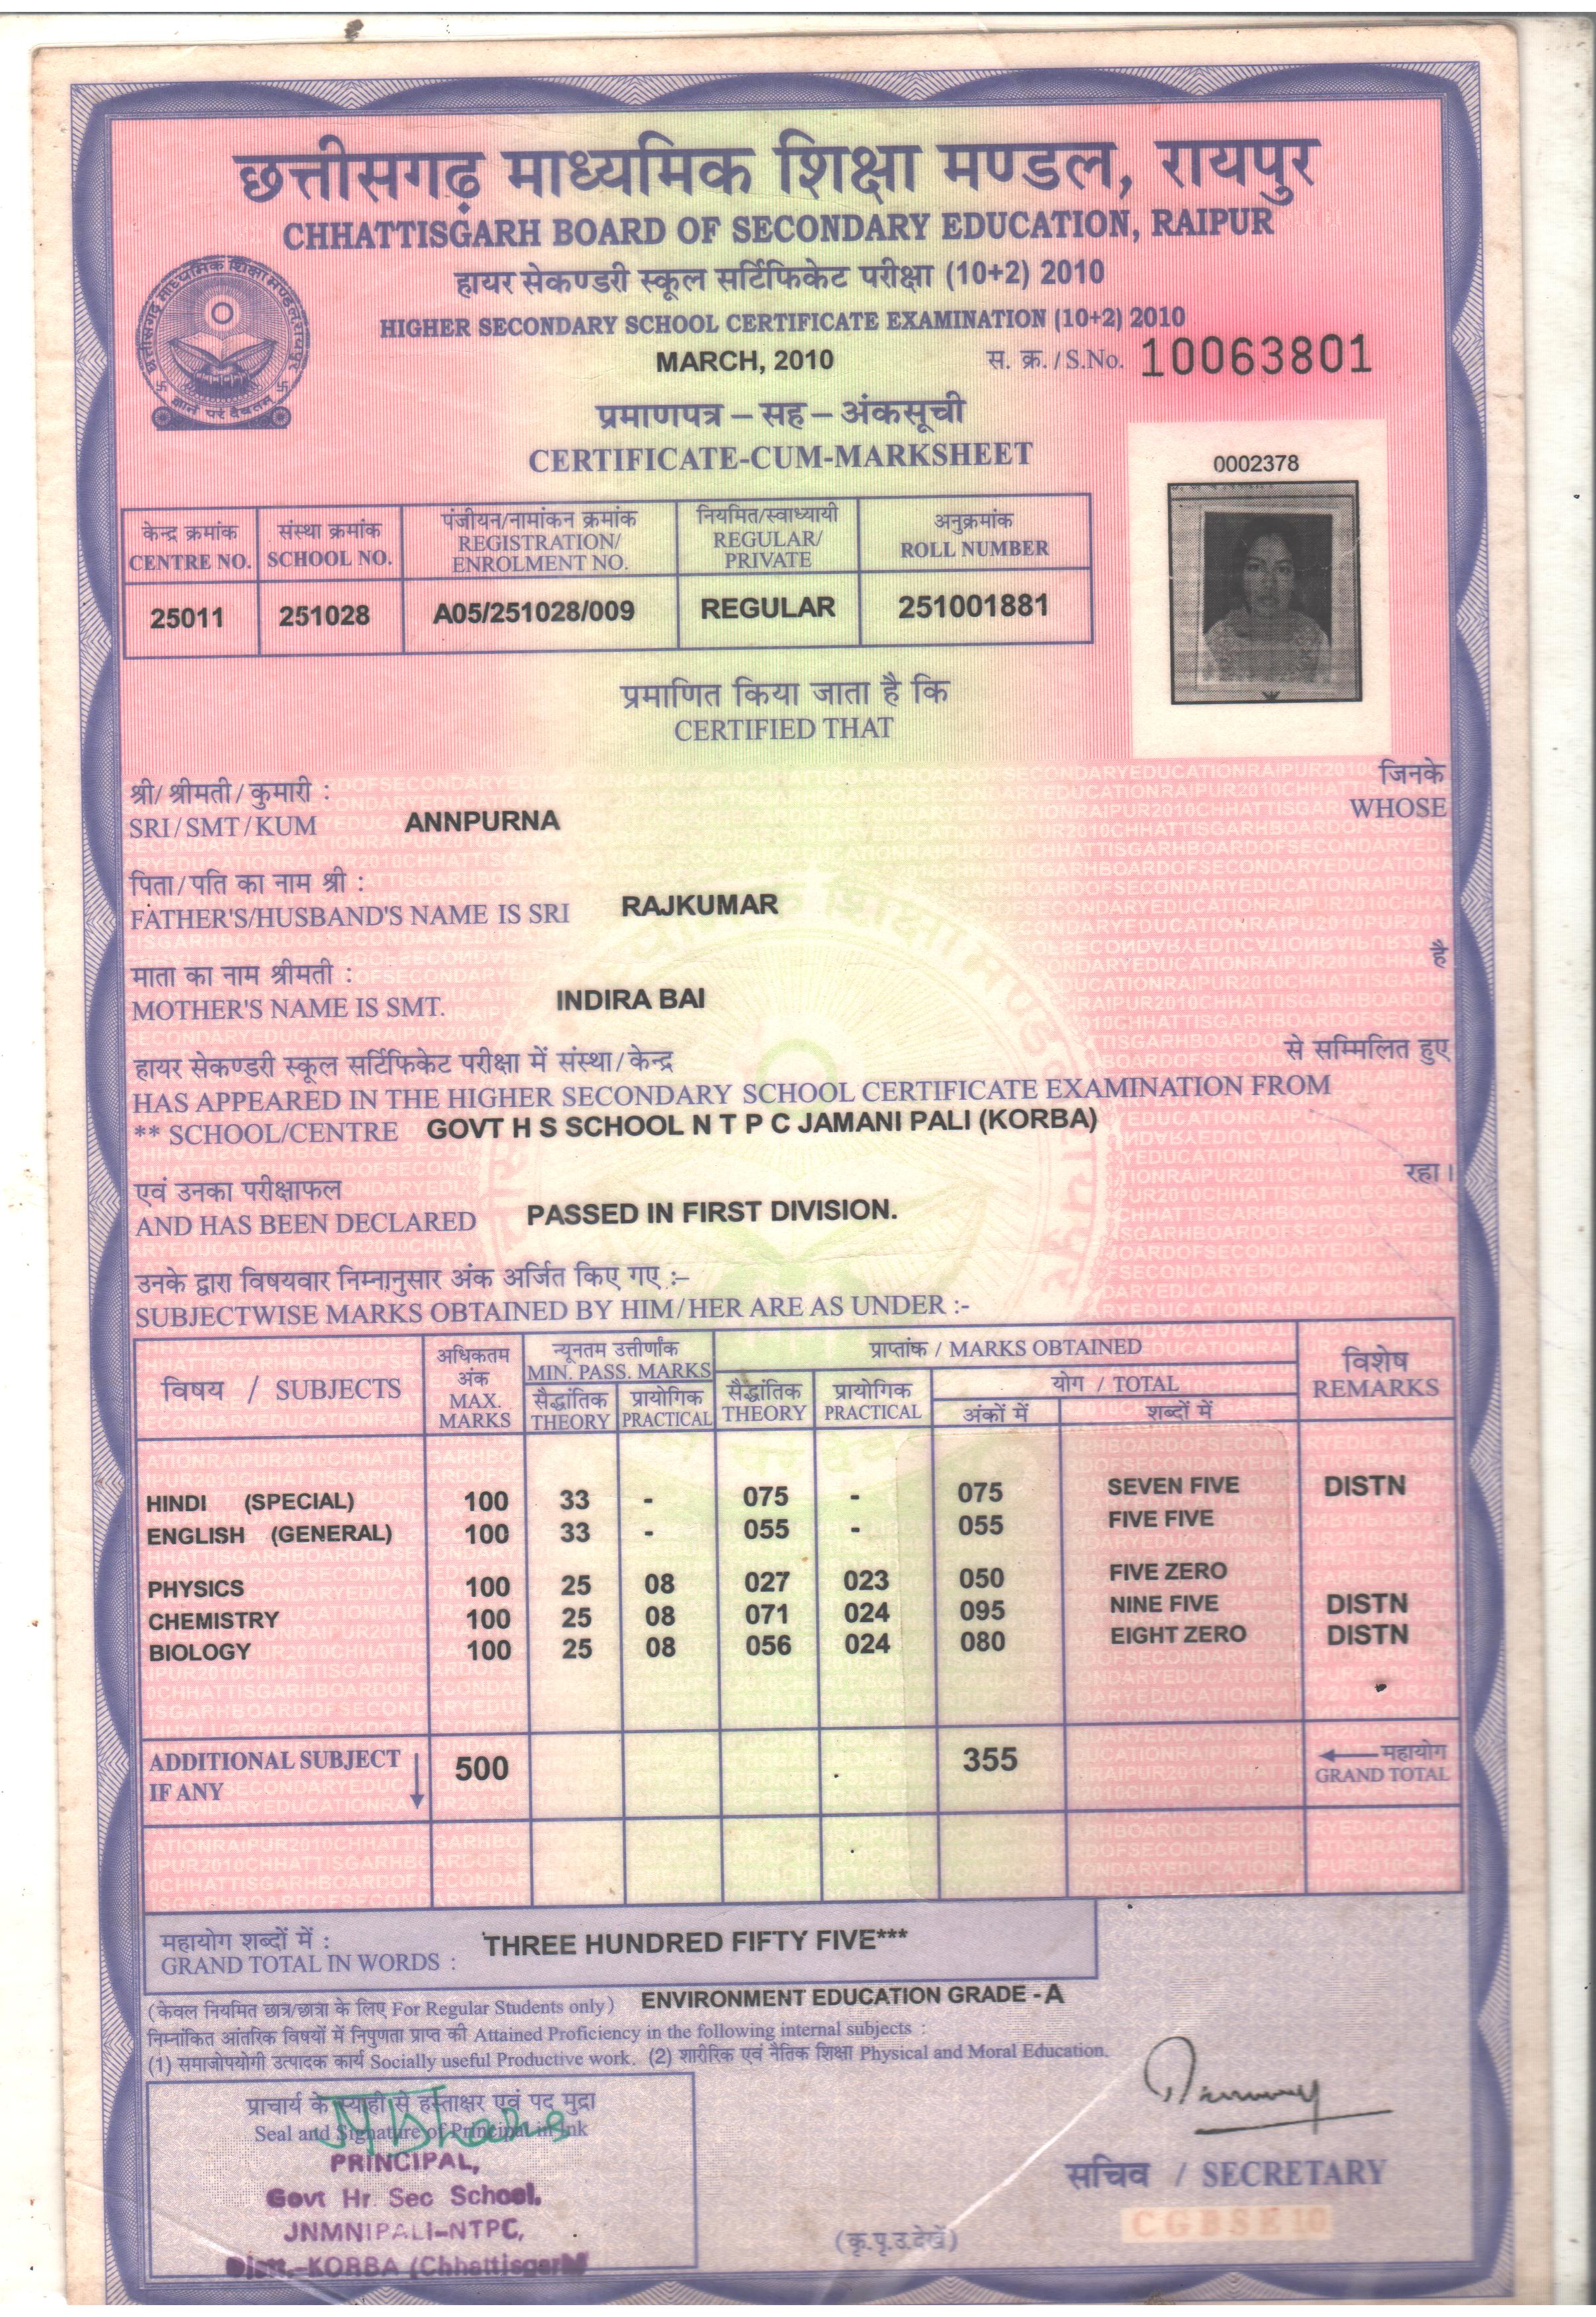 छत्तीसगढ़ माध्यमिक शिक्षा मण्डल, रायपुर
CHHATTISGARH BOARD OF SECONDARY EDUCATION, RAIPUR
हायर सेकण्डरी स्कूल सर्टिफिकेट परीक्षा (10+2) 2010
HIGHER SECONDARY SCHOOL CERTIFICATE EXAMINATION (10+2) 2010
MARCH, 2010
स. क्र. / S.No. 10063801
प्रमाणपत्र – सह – अंकसूची
CERTIFICATE-CUM-MARKSHEET
0002378
केन्द्र क्रमांक संस्था क्रमांक पंजीयन/नामांकन क्रमांक नियमित/स्वाध्यायी अनुक्रमांक
CENTRE NO. SCHOOL NO. REGISTRATION/ ENROLMENT NO. REGULAR/ PRIVATE ROLL NUMBER
25011 251028 A05/251028/009 REGULAR 251001881
प्रमाणित किया जाता है कि
CERTIFIED THAT
श्री/ श्रीमती/ कुमारी : जिनके
SRI/SMT/KUM ANNPURNA WHOSE
पिता/पति का नाम श्री :
FATHER'S/HUSBAND'S NAME IS SRI RAJKUMAR
माता का नाम श्रीमती : है
MOTHER'S NAME IS SMT. INDIRA BAI
हायर सेकण्डरी स्कूल सर्टिफिकेट परीक्षा में संस्था/केन्द्र से सम्मिलित हुए
HAS APPEARED IN THE HIGHER SECONDARY SCHOOL CERTIFICATE EXAMINATION FROM
** SCHOOL/CENTRE GOVT H S SCHOOL N T P C JAMANI PALI (KORBA)
एवं उनका परीक्षाफल रहा।
AND HAS BEEN DECLARED PASSED IN FIRST DIVISION.
उनके द्वारा विषयवार निम्नानुसार अंक अर्जित किए गए :–
SUBJECTWISE MARKS OBTAINED BY HIM/HER ARE AS UNDER :-
विषय / SUBJECTS अधिकतम अंक MAX. MARKS न्यूनतम उत्तीर्णांक MIN. PASS. MARKS प्राप्तांक / MARKS OBTAINED विशेष REMARKS
सैद्धांतिक THEORY प्रायोगिक PRACTICAL सैद्धांतिक THEORY प्रायोगिक PRACTICAL योग / TOTAL
अंकों में शब्दों में
HINDI (SPECIAL) 100 33 - 075 - 075 SEVEN FIVE DISTN
ENGLISH (GENERAL) 100 33 - 055 - 055 FIVE FIVE
PHYSICS 100 25 08 027 023 050 FIVE ZERO
CHEMISTRY 100 25 08 071 024 095 NINE FIVE DISTN
BIOLOGY 100 25 08 056 024 080 EIGHT ZERO DISTN
ADDITIONAL SUBJECT IF ANY 500 355 महायोग GRAND TOTAL
महायोग शब्दों में :
GRAND TOTAL IN WORDS : THREE HUNDRED FIFTY FIVE***
(केवल नियमित छात्र/छात्रा के लिए For Regular Students only) ENVIRONMENT EDUCATION GRADE - A
निम्नांकित आंतरिक विषयों में निपुणता प्राप्त की Attained Proficiency in the following internal subjects :
(1) समाजोपयोगी उत्पादक कार्य Socially useful Productive work. (2) शारीरिक एवं नैतिक शिक्षा Physical and Moral Education.
प्राचार्य के स्याही से हस्ताक्षर एवं पद मुद्रा
Seal and Signature of Principal in Ink
PRINCIPAL,
Govt Hr. Sec School,
JNMNIPALI-NTPC,
Distt.-KORBA (Chhattisgarh)
सचिव / SECRETARY
CGBSE 10
(कृ.पृ.उ.देखें)